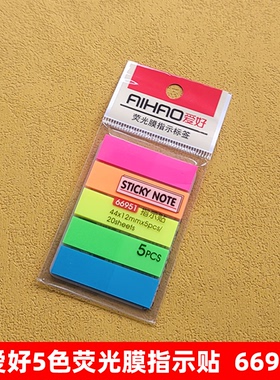 AIHAO爱好
荧光膜指示标签
STICKY NOTE
66951
44x12mmx5pcs/
20sheets
5PCS
爱好5色荧光膜指示贴 669